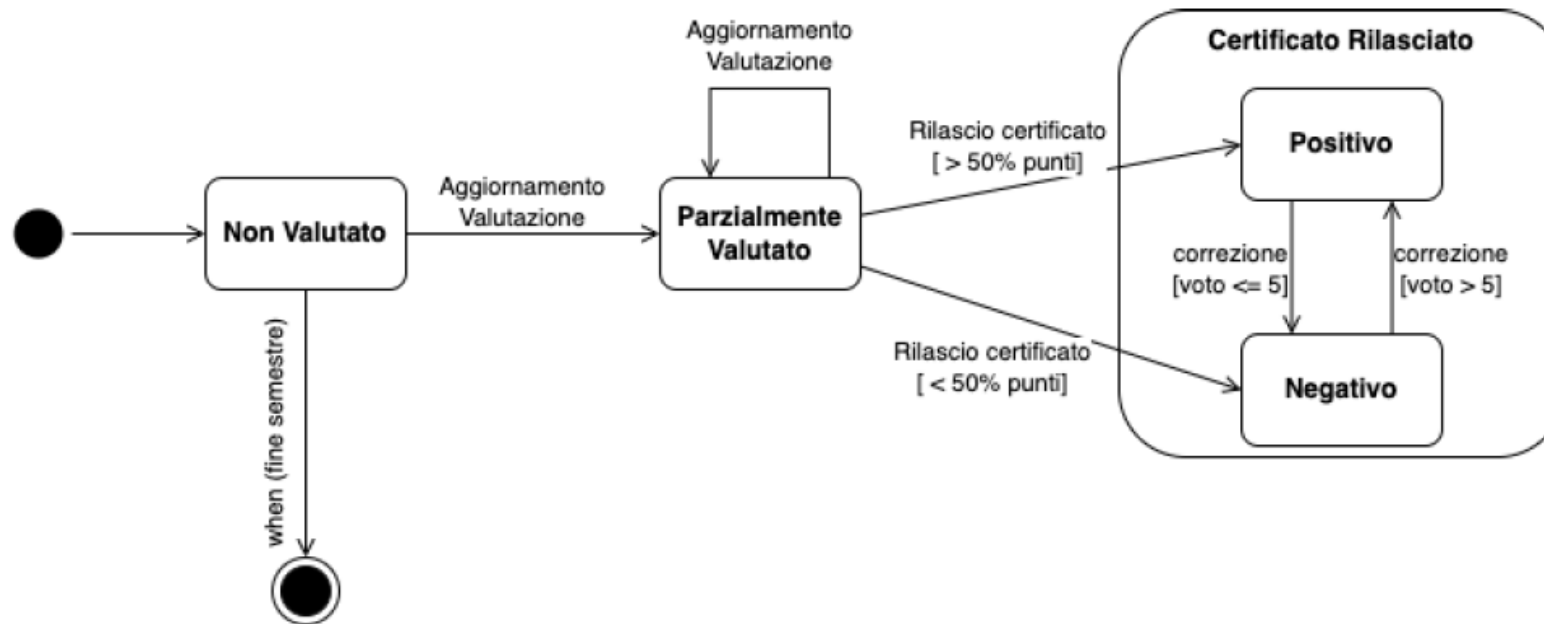 Aggiornamento
Valutazione
Certificato Rilasciato
Rilascio certificato
[ > 50% punti]
Positivo
Aggiornamento
Valutazione
Non Valutato
Parzialmente
Valutato
correzione
[voto <= 5]
correzione
[voto > 5]
Rilascio certificato
[ < 50% punti]
Negativo
when (fine semestre)